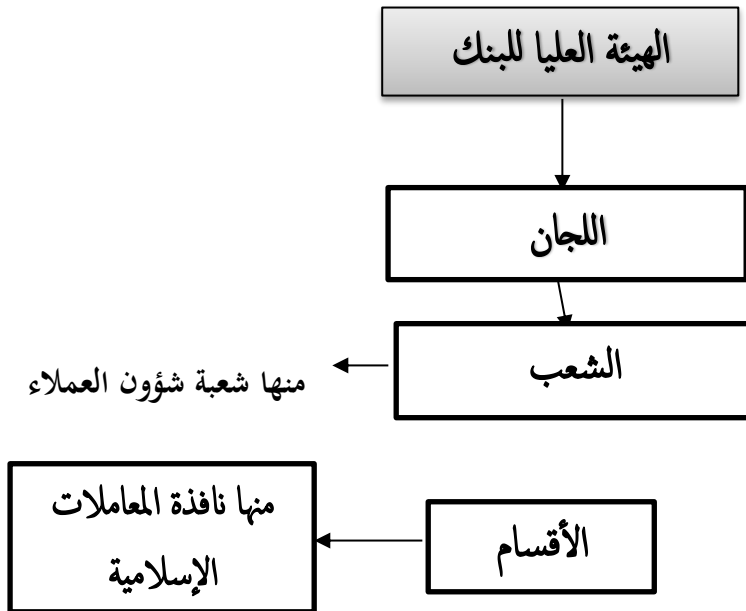 الهيئة العليا للبنك
اللجان
الشعب
منها شعبة شؤون العملاء
الأقسام
منها نافذة المعاملات
الإسلامية